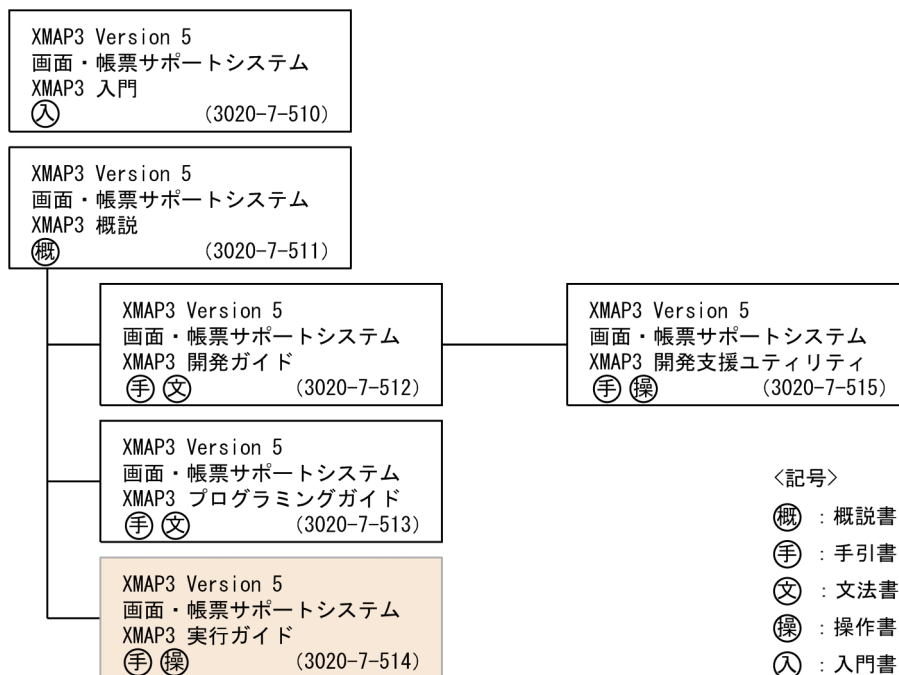 XMAP3 Version 5
画面・帳票サポートシステム
XMAP3 入門
入 (3020-7-510)
XMAP3 Version 5
画面・帳票サポートシステム
XMAP3 概説
概 (3020-7-511)
XMAP3 Version 5
画面・帳票サポートシステム
XMAP3 開発ガイド
手 文 (3020-7-512)
XMAP3 Version 5
画面・帳票サポートシステム
XMAP3 開発支援ユティリティ
手 操 (3020-7-515)
XMAP3 Version 5
画面・帳票サポートシステム
XMAP3 プログラミングガイド
手 文 (3020-7-513)
XMAP3 Version 5
画面・帳票サポートシステム
XMAP3 実行ガイド
手 操 (3020-7-514)
〈記号〉
概 : 概説書
手 : 手引書
文 : 文法書
操 : 操作書
入 : 入門書